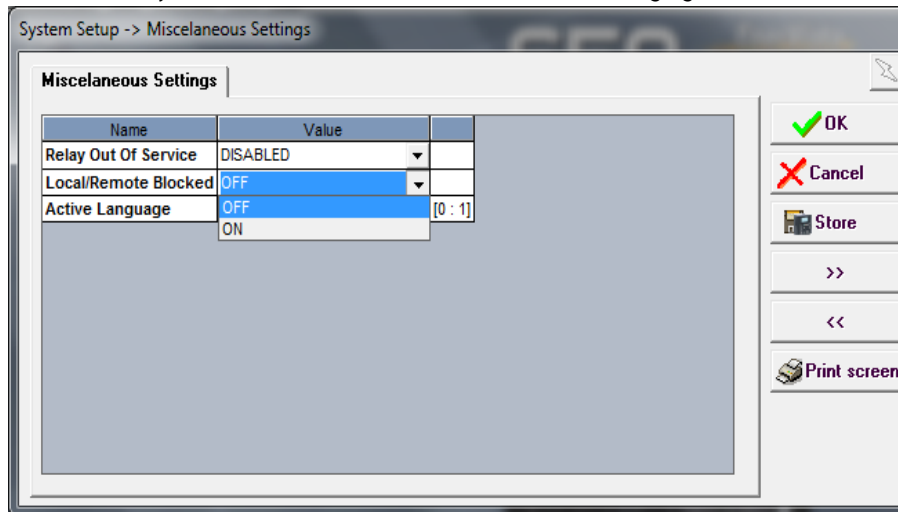 System Setup -> Miscelaneous Settings
Miscelaneous Settings
Name Value
Relay Out Of Service DISABLED
Local/Remote Blocked OFF
Active Language OFF [0 : 1]
ON
OK
Cancel
Store
>>
<<
Print screen